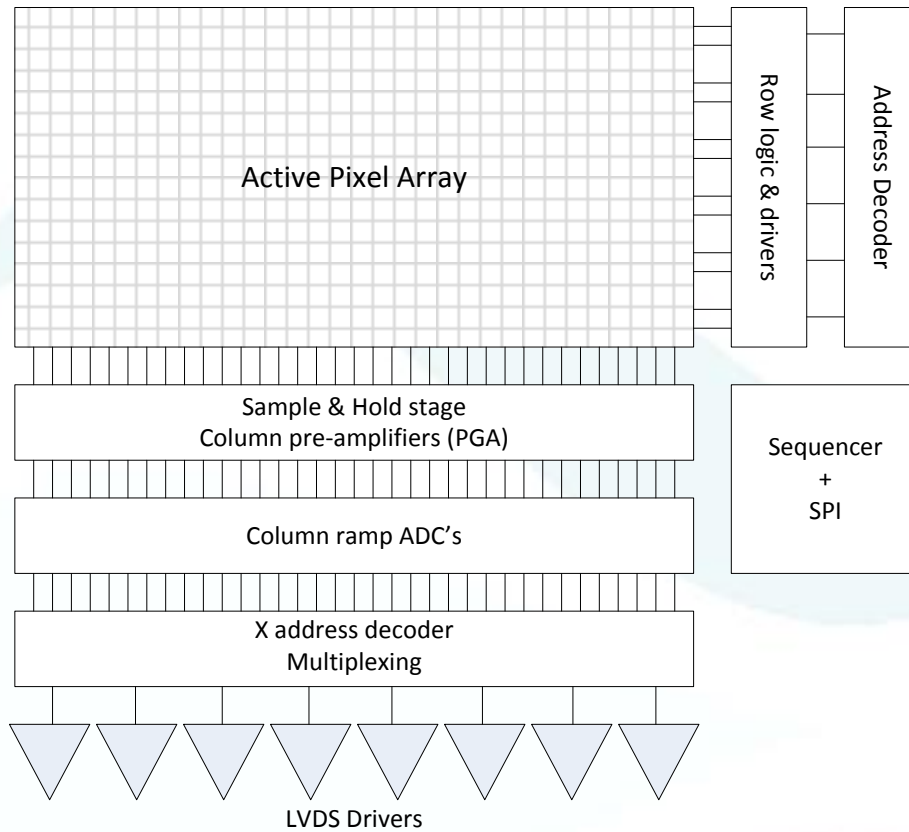 Active Pixel Array
Row logic & drivers
Address Decoder
Sample & Hold stage
Column pre-amplifiers (PGA)
Sequencer
+
SPI
Column ramp ADC's
X address decoder
Multiplexing
LVDS Drivers